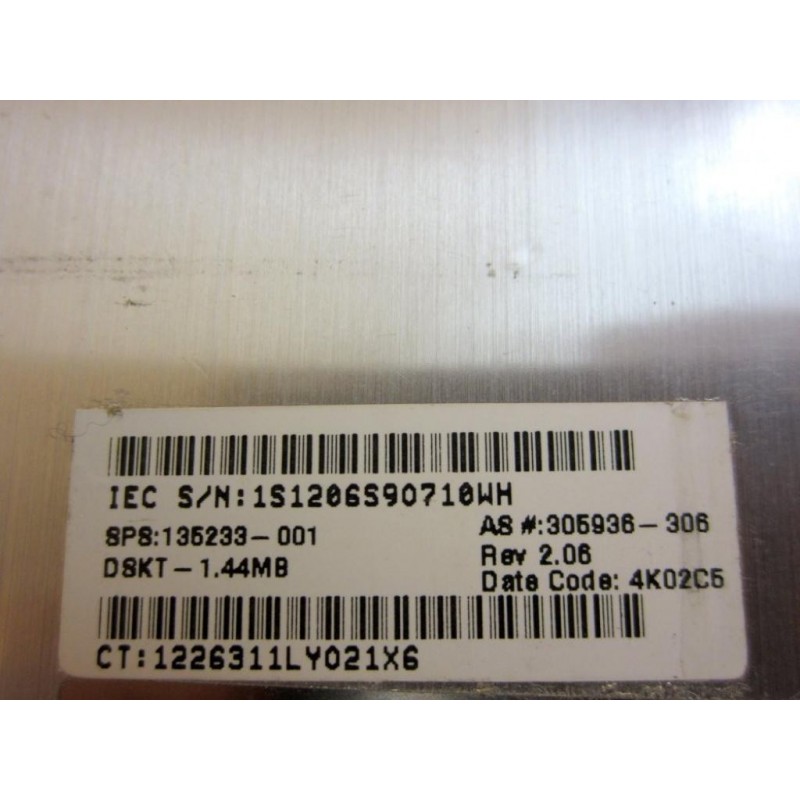 IEC S/N:1S1206S90710WH
SPS:135233-001
AS #:305936-306
DSKT-1.44MB
Rev 2.06
Date Code: 4K02C5
CT:1226311LY021X6